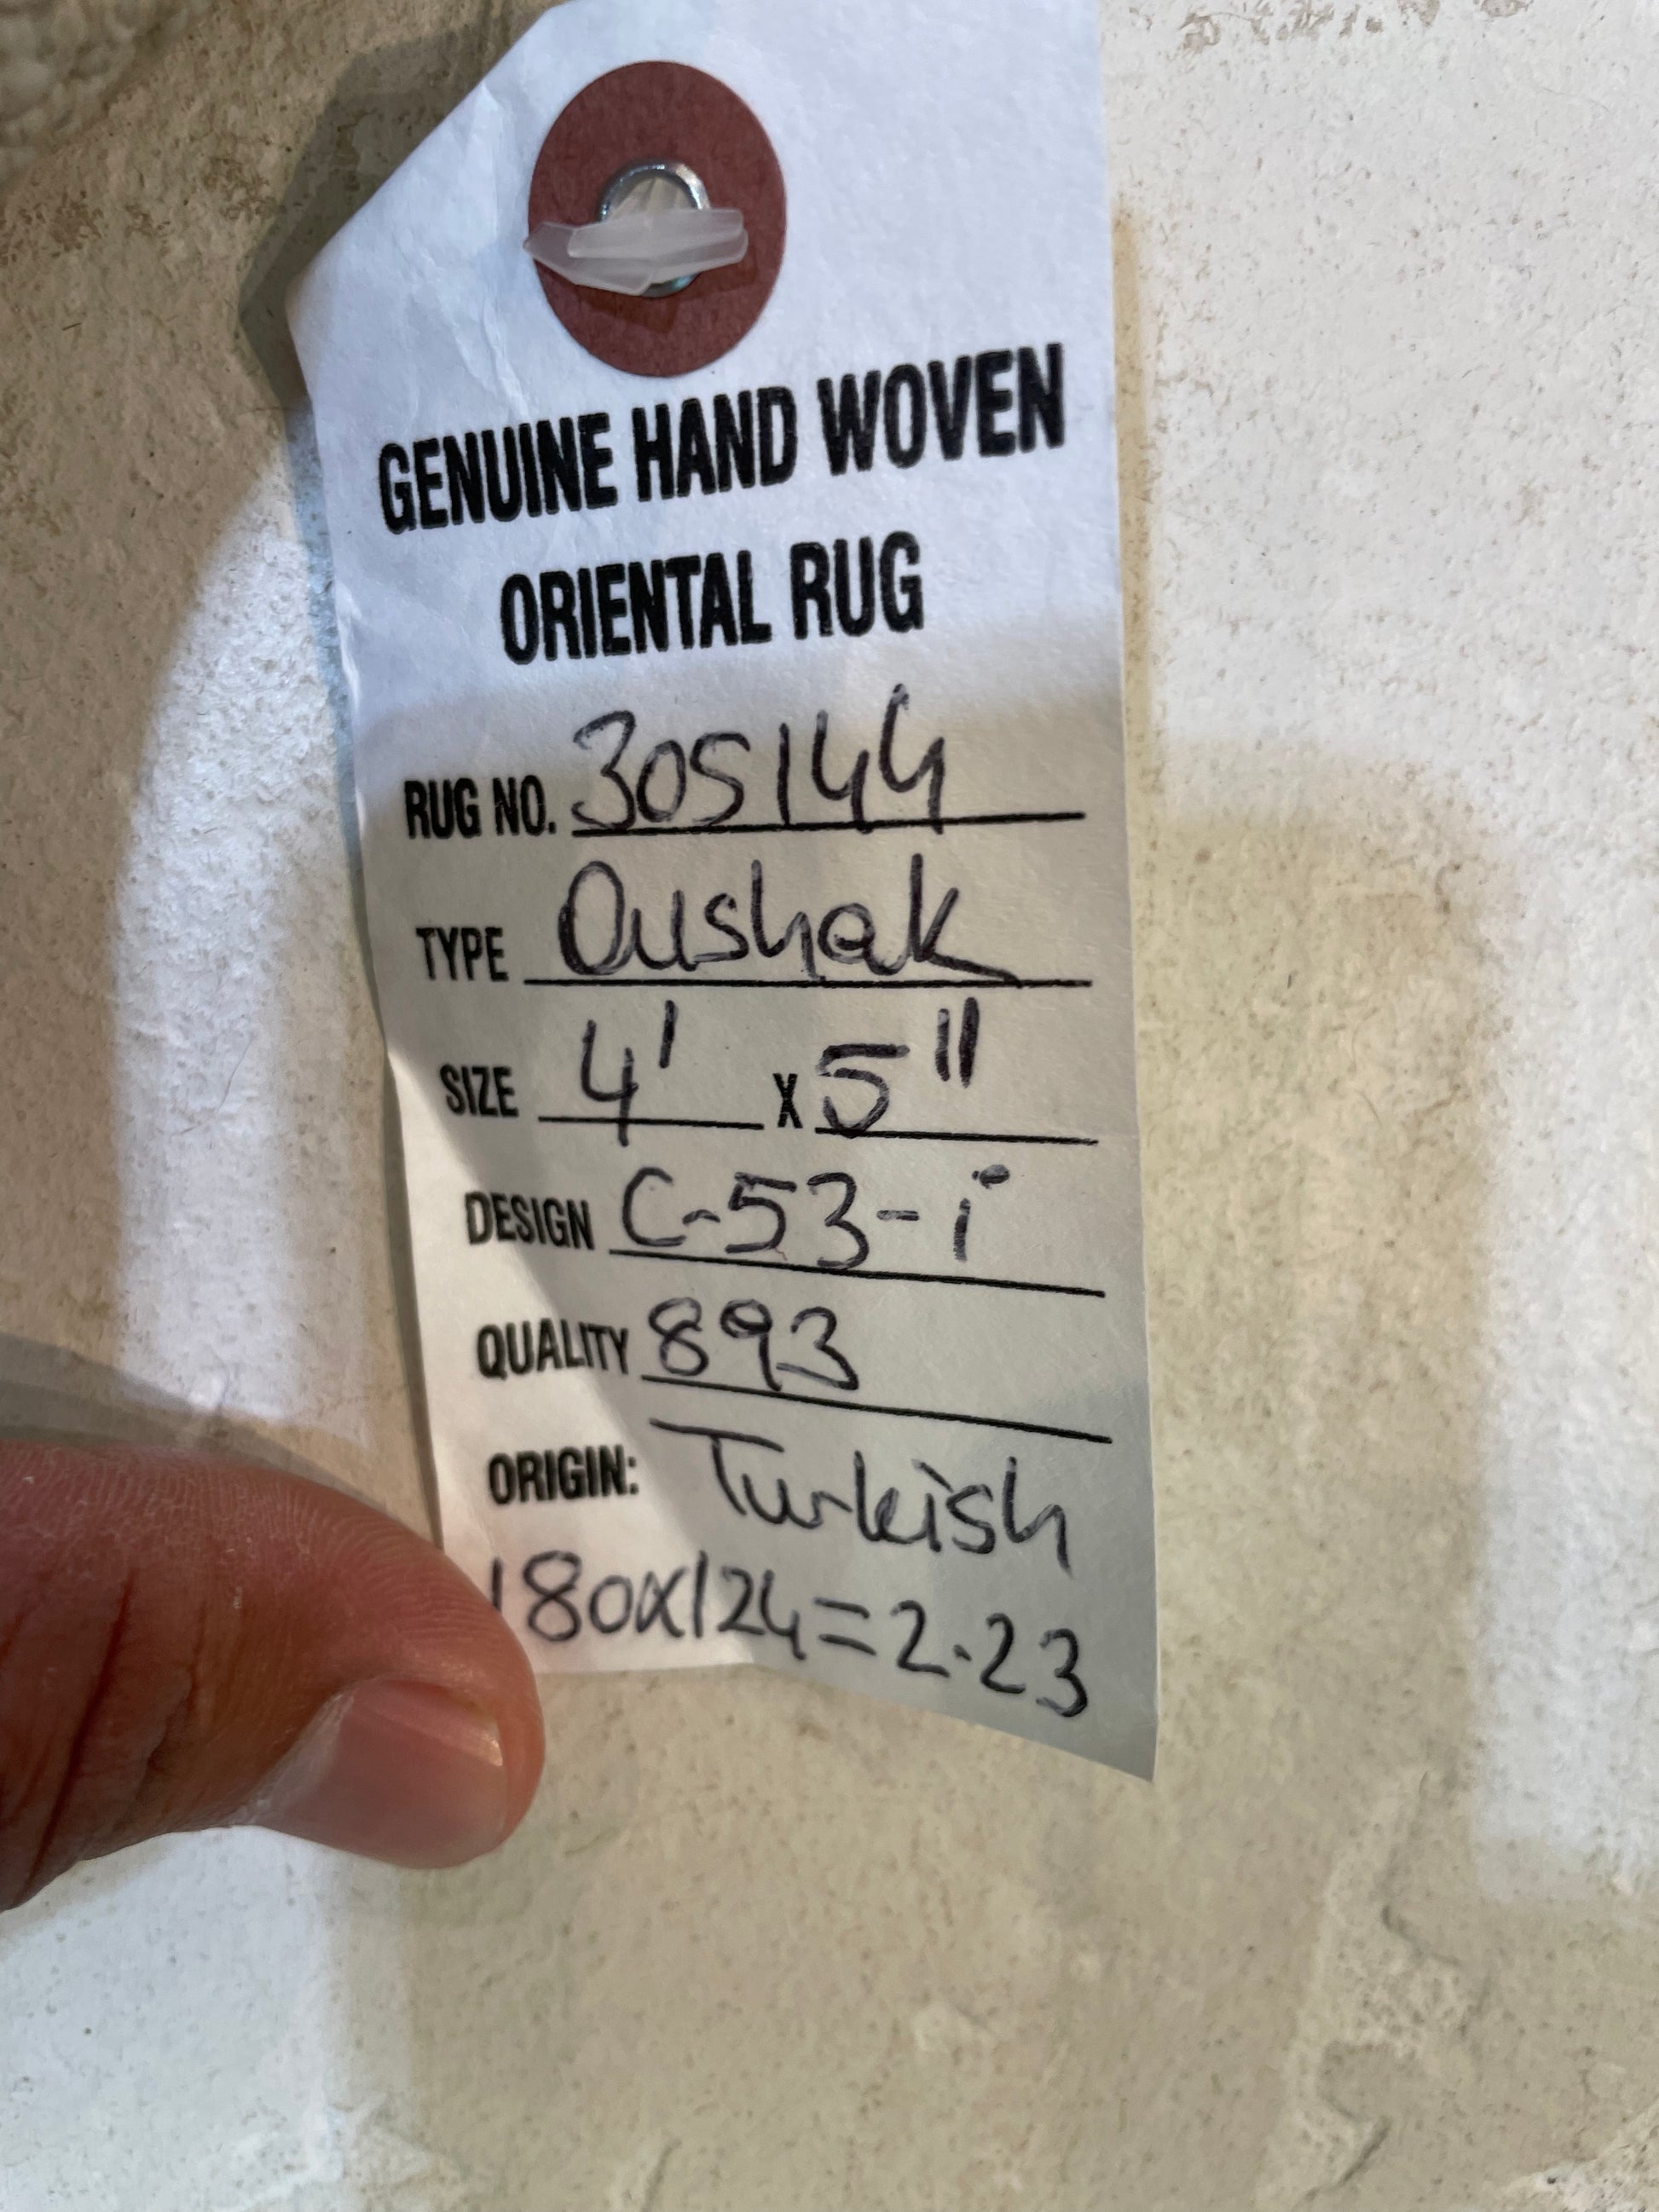 GENUINE HAND WOVEN
ORIENTAL RUG
RUG NO. 305144
TYPE Oushak
SIZE 4' x 5"
DESIGN C-53-i
QUALITY 893
ORIGIN: Turkish
180x124=2.23